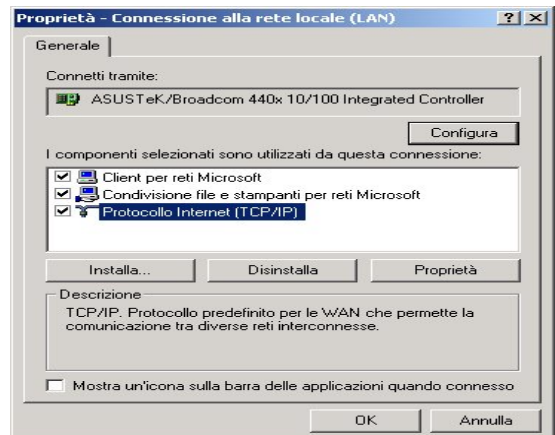 Proprietà - Connessione alla rete locale (LAN)
Generale
Connetti tramite:
ASUSTeK/Broadcom 440x 10/100 Integrated Controller
Configura
I componenti selezionati sono utilizzati da questa connessione:
Client per reti Microsoft
Condivisione file e stampanti per reti Microsoft
Protocollo Internet (TCP/IP)
Installa... Disinstalla Proprietà
Descrizione
TCP/IP. Protocollo predefinito per le WAN che permette la
comunicazione tra diverse reti interconnesse.
Mostra un'icona sulla barra delle applicazioni quando connesso
OK Annulla